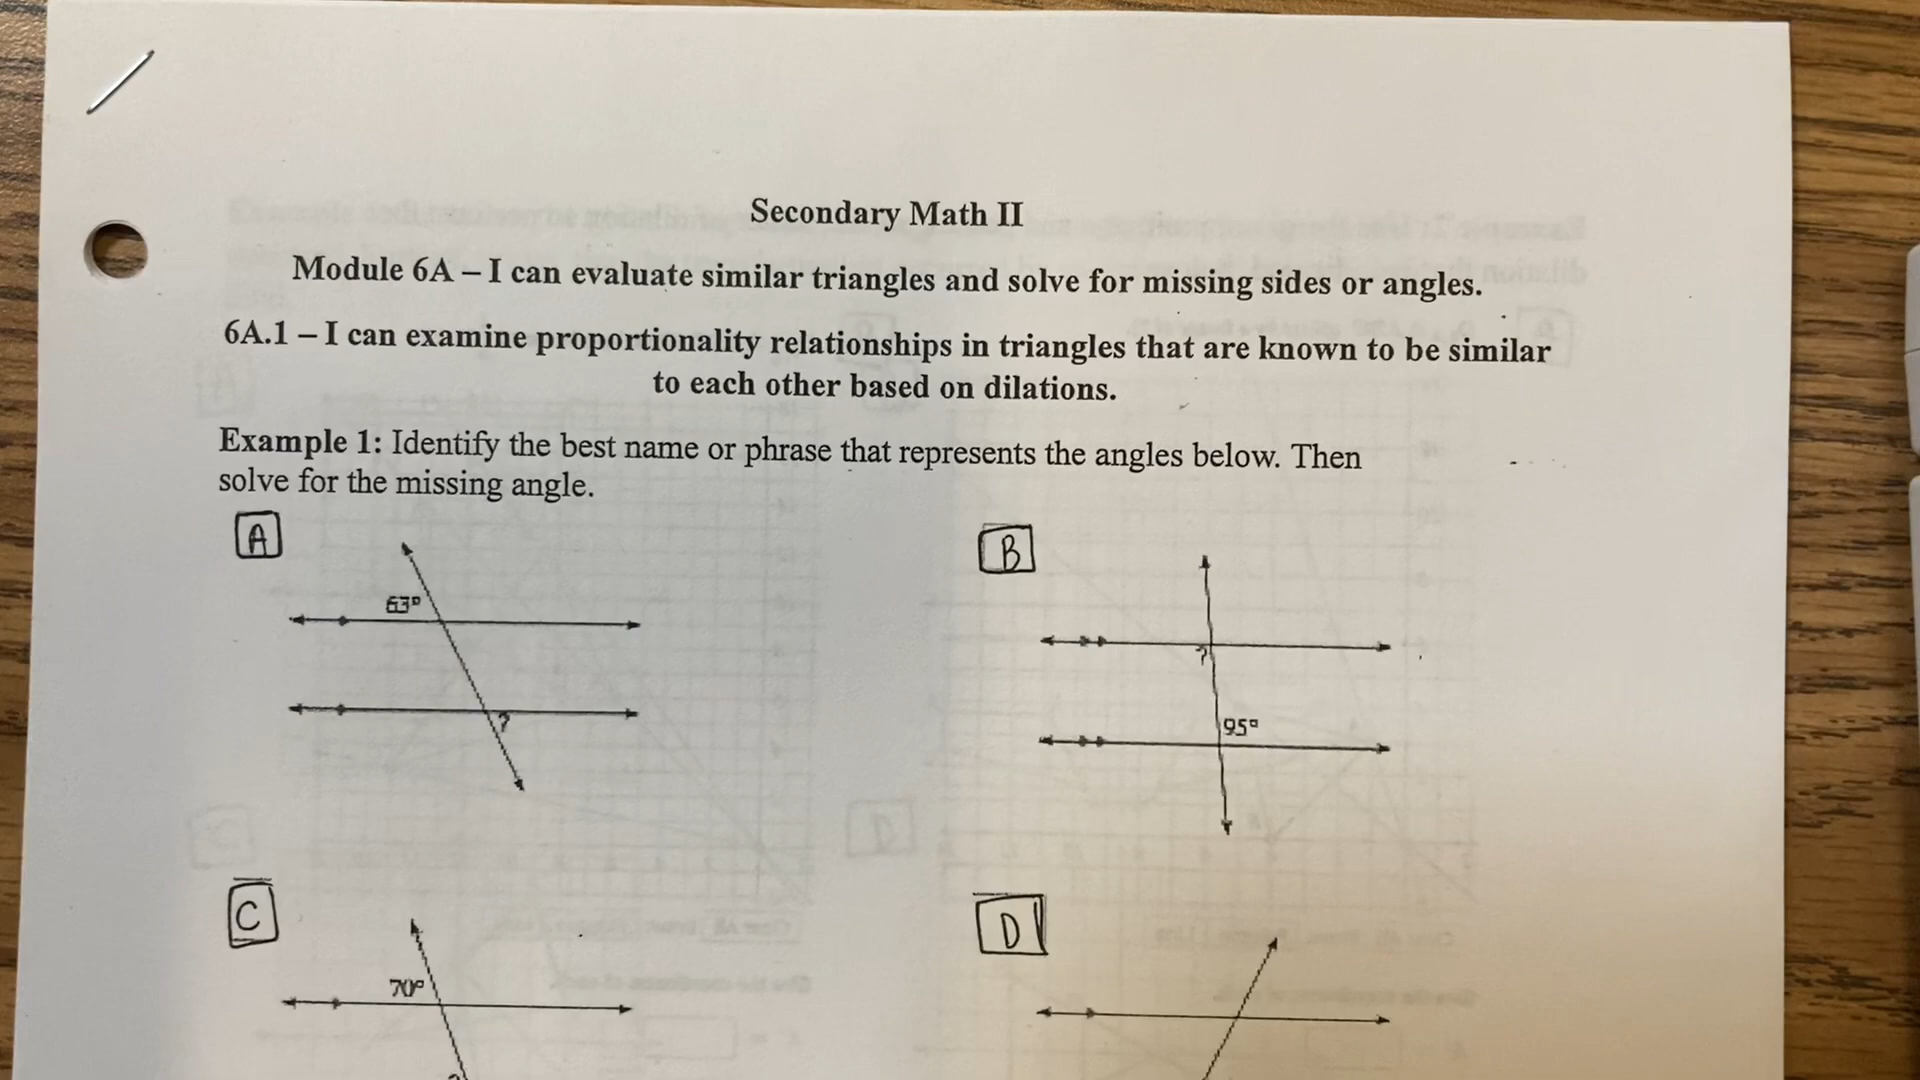 Secondary Math II
Module 6A – I can evaluate similar triangles and solve for missing sides or angles.
6A.1 – I can examine proportionality relationships in triangles that are known to be similar
to each other based on dilations.
Example 1: Identify the best name or phrase that represents the angles below. Then
solve for the missing angle.
A
B
63°
?
?
95°
C
D
70°